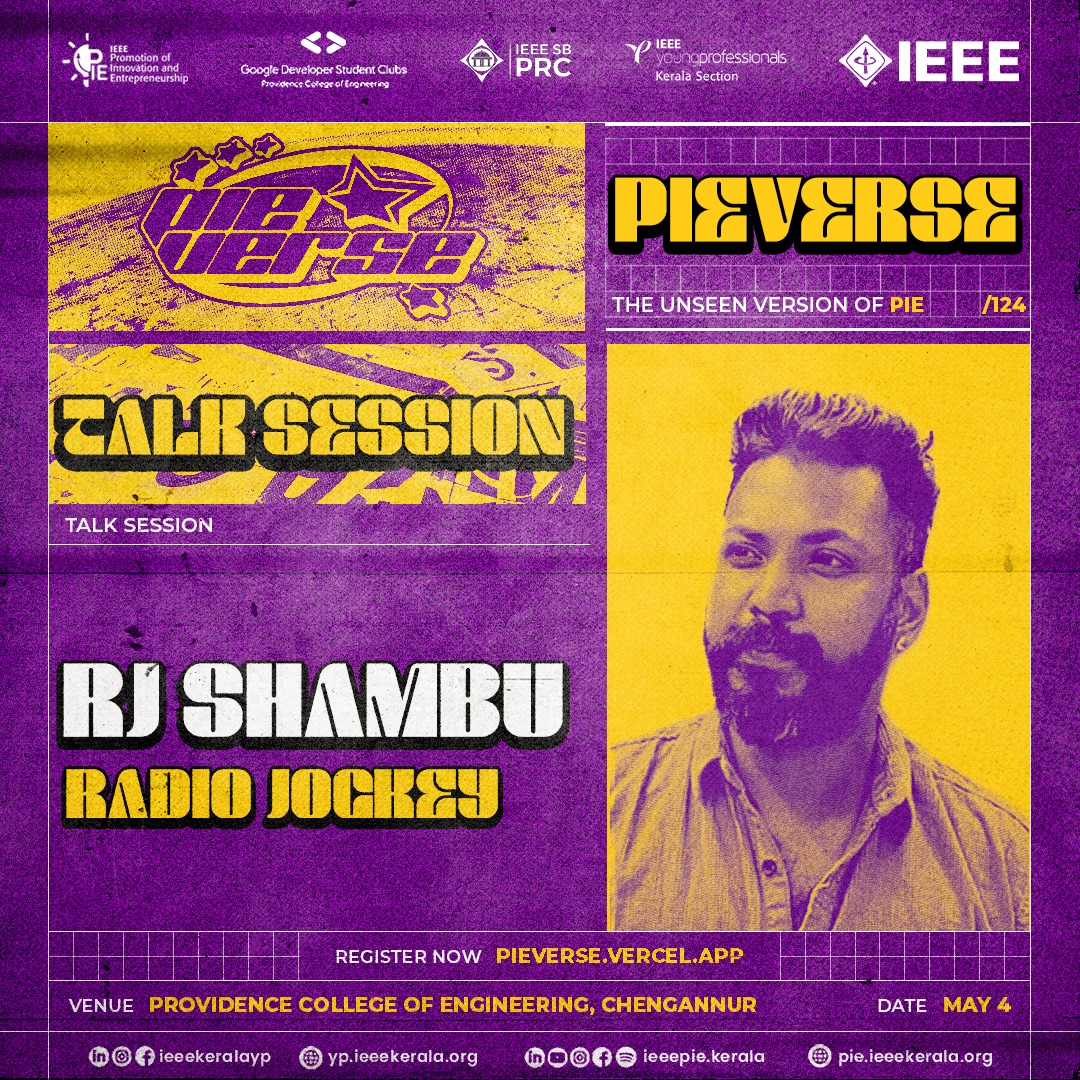 IEEE
Promotion of
Innovation and
Entrepreneurship
PIE
Google Developer Student Clubs
Providence College of Engineering
IEEE SB
PRC
IEEE
youngprofessionals
Kerala Section
IEEE
pie
verse
PIEVERSE
THE UNSEEN VERSION OF PIE /124
TALK SESSION
TALK SESSION
RJ SHAMBU
RADIO JOCKEY
REGISTER NOW PIEVERSE.VERCEL.APP
VENUE PROVIDENCE COLLEGE OF ENGINEERING, CHENGANNUR DATE MAY 4
ieeekeralayp yp.ieeekerala.org ieeepie.kerala pie.ieeekerala.org